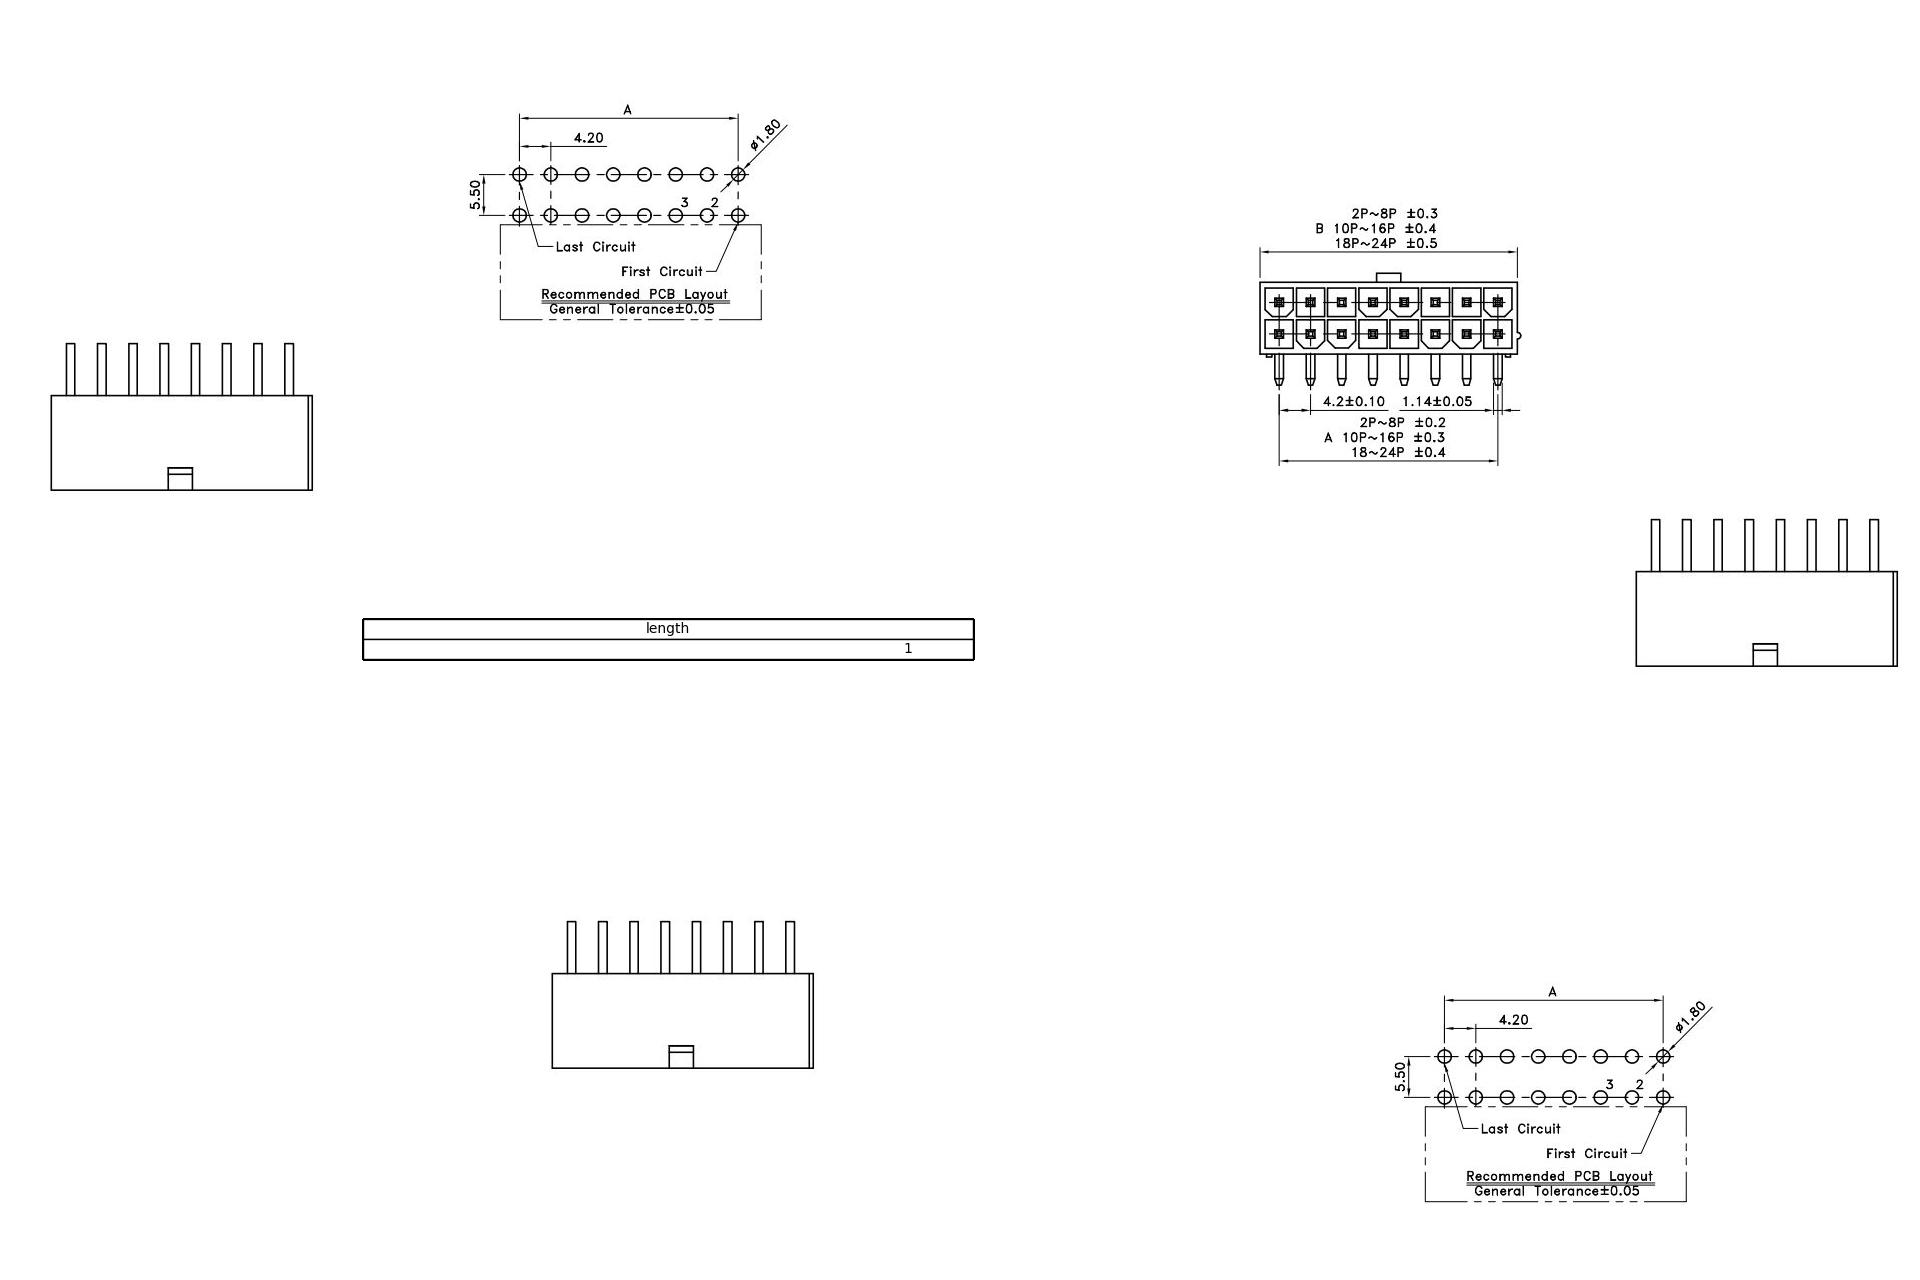 A
4.20
ø1.80
5.50
3 2
Last Circuit
First Circuit
Recommended PCB Layout
General Tolerance±0.05
2P~8P ±0.3
B 10P~16P ±0.4
18P~24P ±0.5
4.2±0.10 1.14±0.05
2P~8P ±0.2
A 10P~16P ±0.3
18~24P ±0.4
length
1
A
4.20
ø1.80
5.50
3 2
Last Circuit
First Circuit
Recommended PCB Layout
General Tolerance±0.05